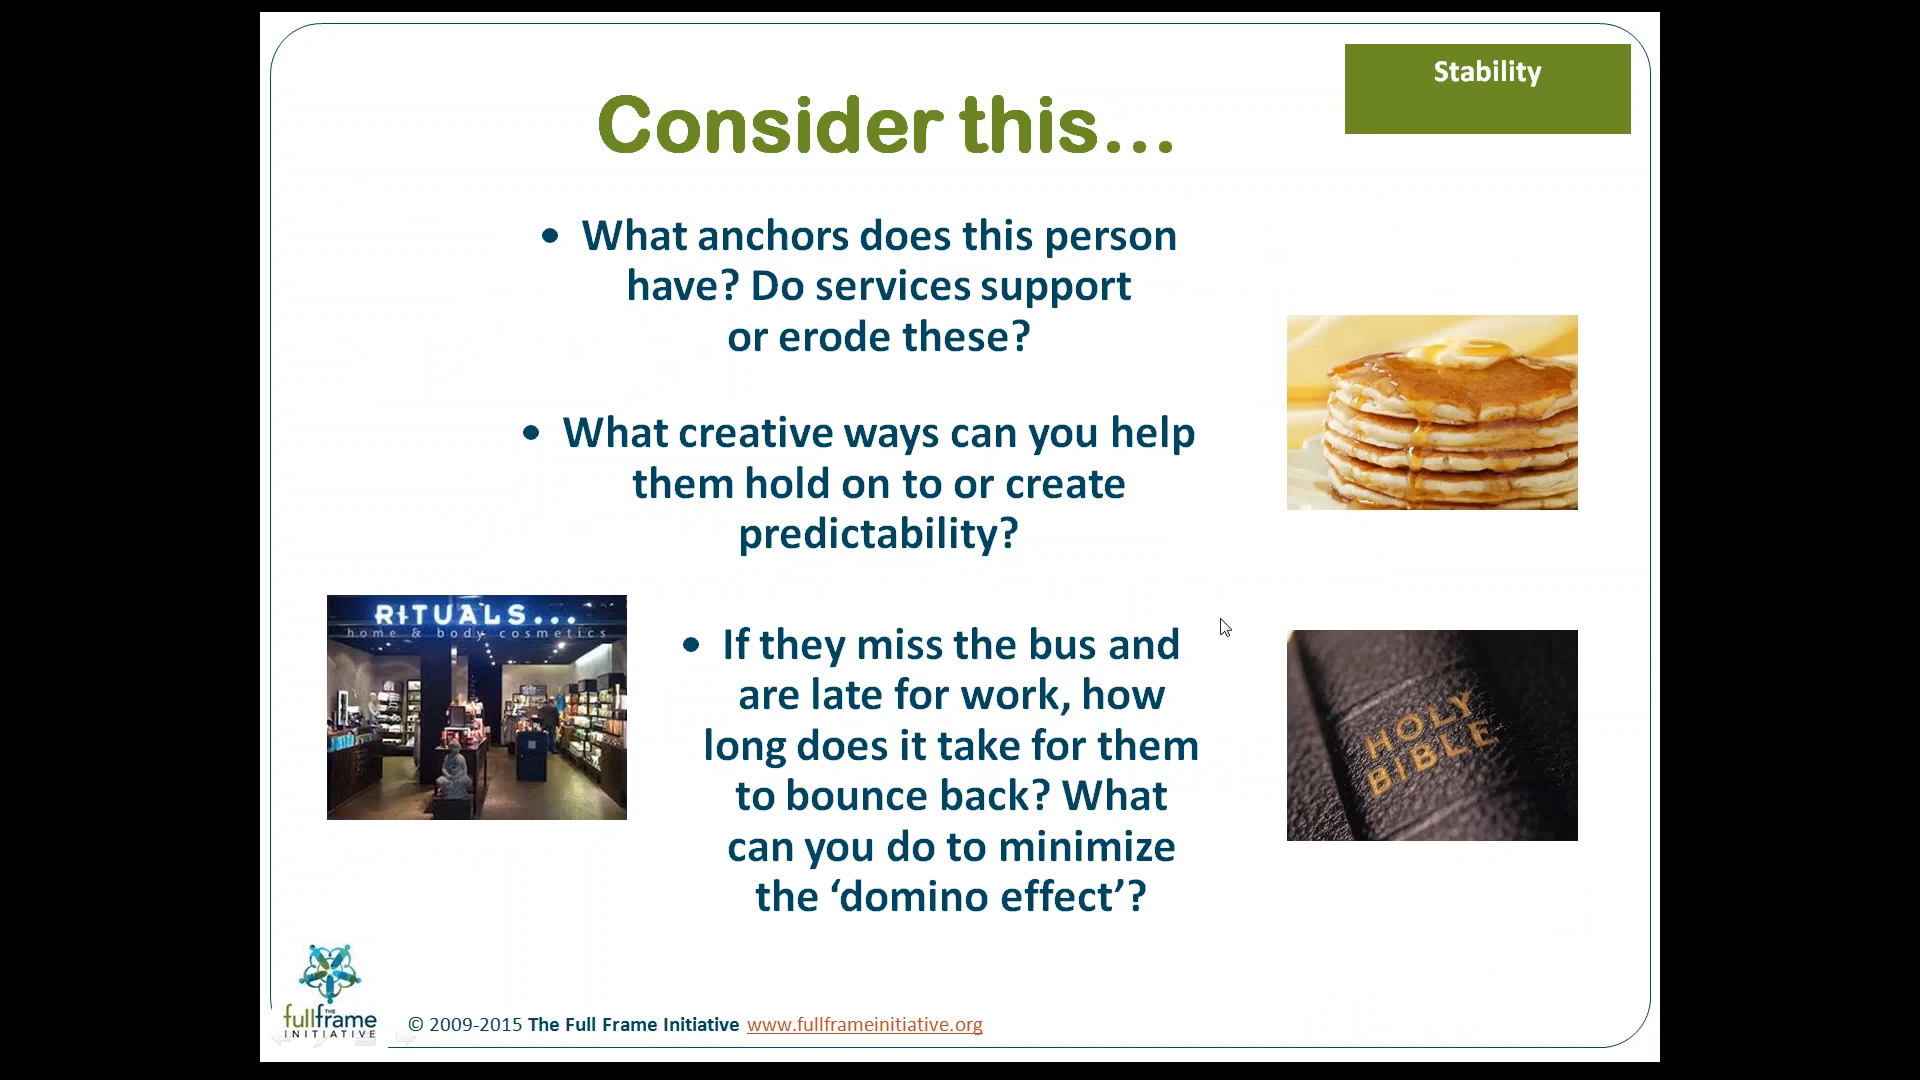 Stability
Consider this...
• What anchors does this person
have? Do services support
or erode these?
• What creative ways can you help
them hold on to or create
predictability?
RITUALS...
home & body cosmetics
• If they miss the bus and
are late for work, how
long does it take for them
to bounce back? What
can you do to minimize
the ‘domino effect’?
HOLY
BIBLE
THE
fullframe
INITIATIVE
© 2009-2015 The Full Frame Initiative www.fullframeinitiative.org